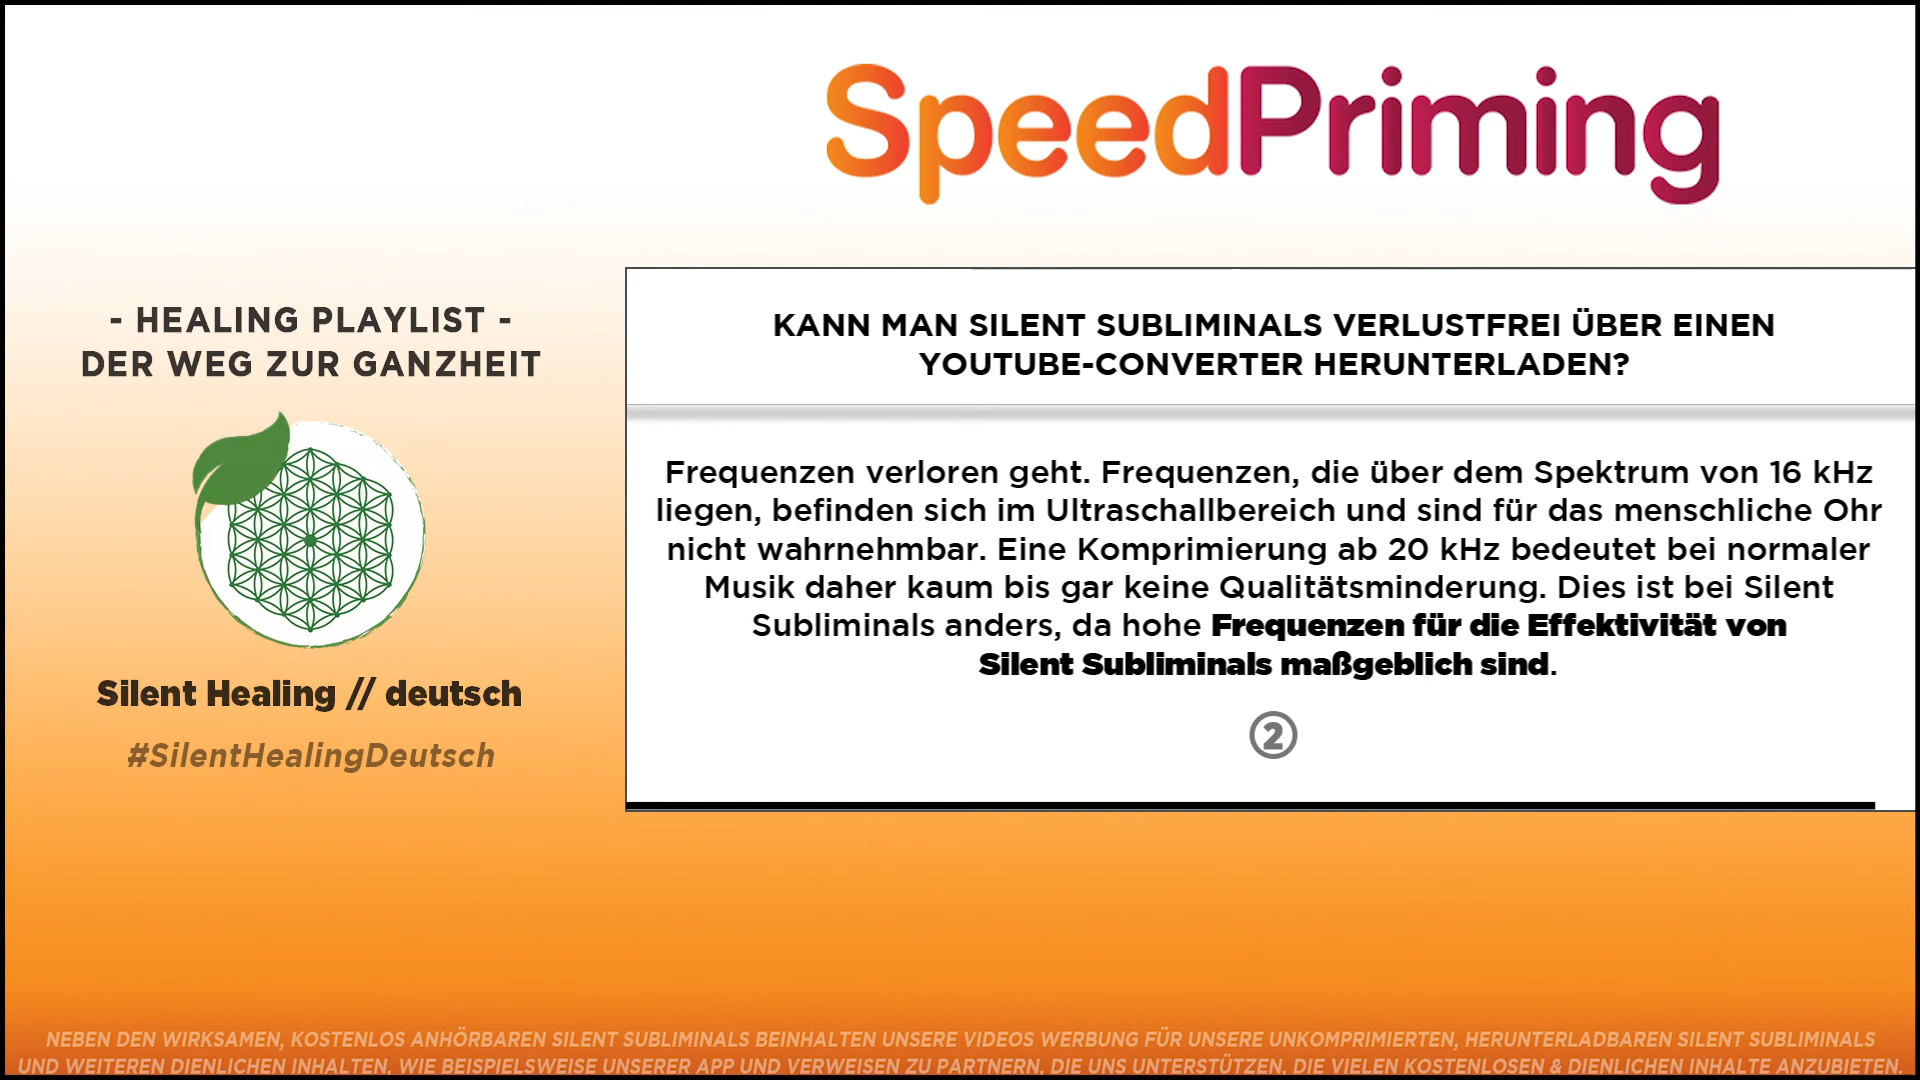 SpeedPriming
- HEALING PLAYLIST -
DER WEG ZUR GANZHEIT
Silent Healing // deutsch
#SilentHealingDeutsch
KANN MAN SILENT SUBLIMINALS VERLUSTFREI ÜBER EINEN
YOUTUBE-CONVERTER HERUNTERLADEN?
Frequenzen verloren geht. Frequenzen, die über dem Spektrum von 16 kHz
liegen, befinden sich im Ultraschallbereich und sind für das menschliche Ohr
nicht wahrnehmbar. Eine Komprimierung ab 20 kHz bedeutet bei normaler
Musik daher kaum bis gar keine Qualitätsminderung. Dies ist bei Silent
Subliminals anders, da hohe Frequenzen für die Effektivität von
Silent Subliminals maßgeblich sind.
2
NEBEN DEN WIRKSAMEN, KOSTENLOS ANHÖRBAREN SILENT SUBLIMINALS BEINHALTEN UNSERE VIDEOS WERBUNG FÜR UNSERE UNKOMPRIMIERTEN, HERUNTERLADBAREN SILENT SUBLIMINALS
UND WEITEREN DIENLICHEN INHALTEN, WIE BEISPIELSWEISE UNSERER APP UND VERWEISEN ZU PARTNERN, DIE UNS UNTERSTÜTZEN, DIE VIELEN KOSTENLOSEN & DIENLICHEN INHALTE ANZUBIETEN.